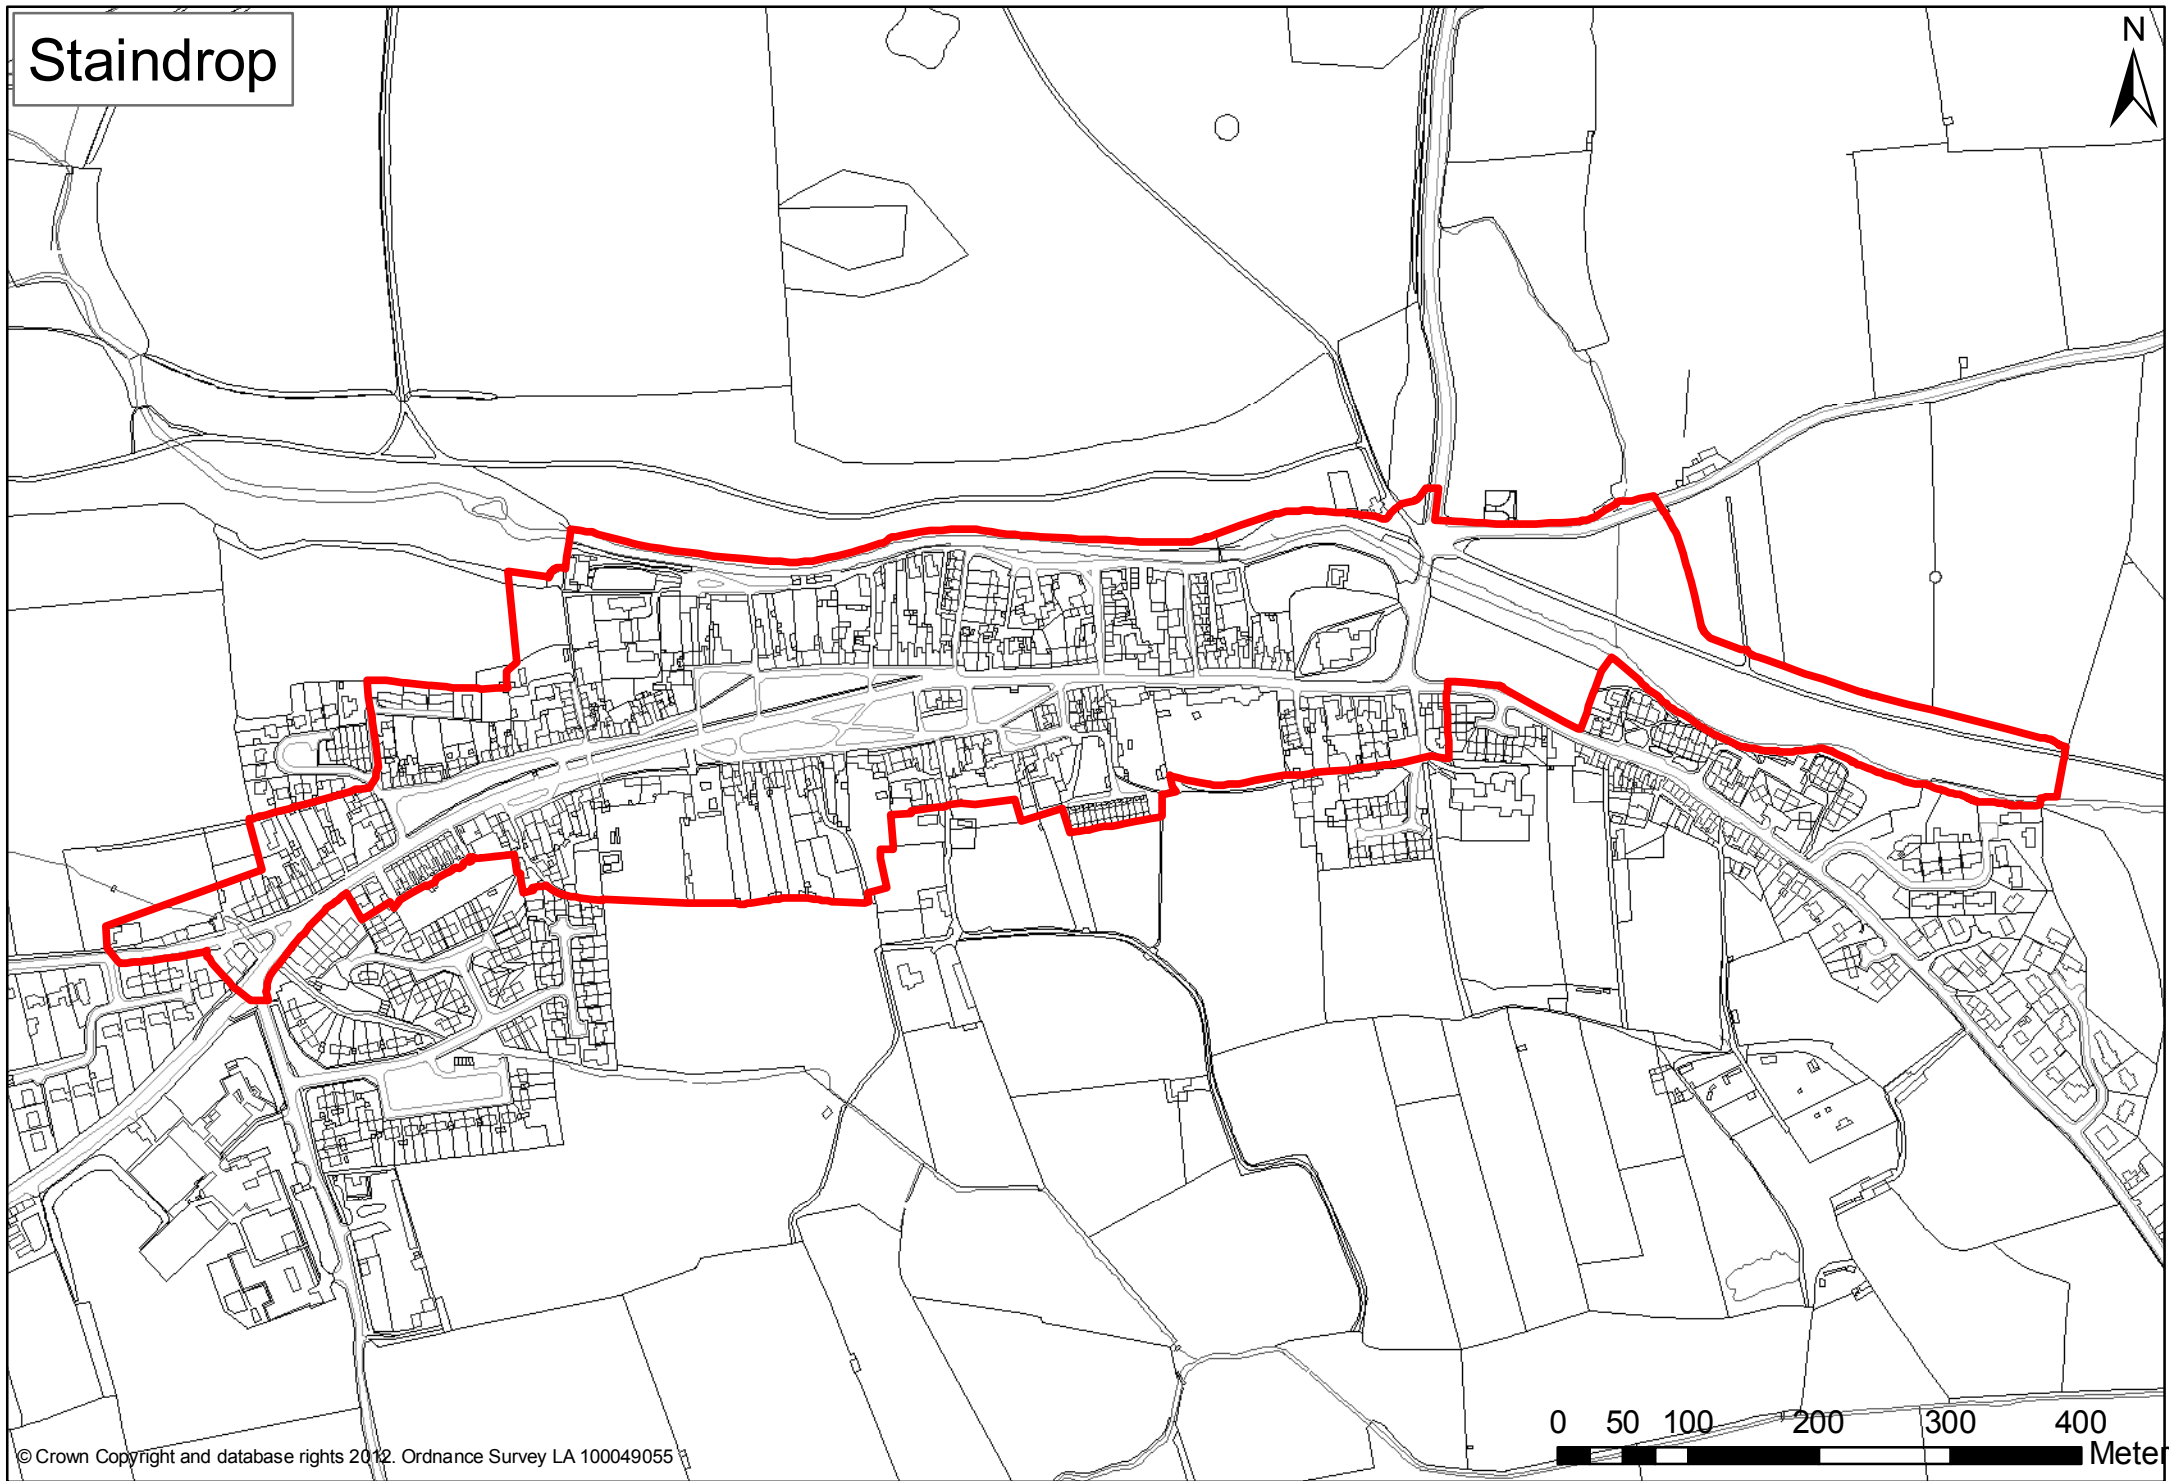 Staindrop
N
0 50 100 200 300 400
Meter
© Crown Copyright and database rights 2012. Ordnance Survey LA 100049055